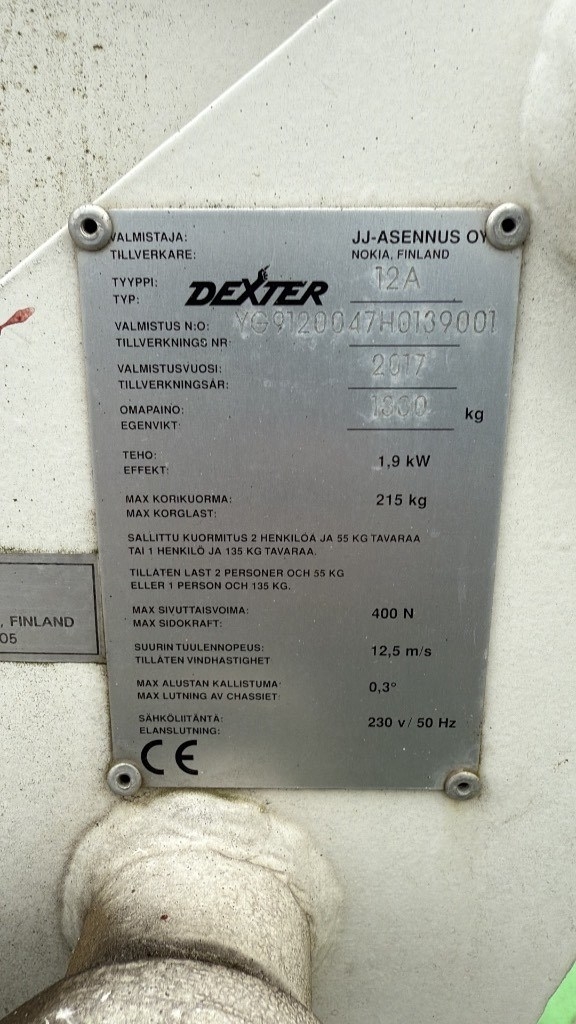 VALMISTAJA: JJ-ASENNUS OY
TILLVERKARE: NOKIA, FINLAND
TYYPPI: DEXTER 12A
TYP:
VALMISTUS N:O: YG9120047H0139001
TILLVERKNINGS NR:
VALMISTUSVUOSI: 2017
TILLVERKNINGSÅR:
OMAPAINO: kg
EGENVIKT:
TEHO: 1,9 kW
EFFEKT:
MAX KORIKUORMA: 215 kg
MAX KORGLAST:
SALLITTU KUORMITUS 2 HENKILÖÄ JA 55 KG TAVARAA
TAI 1 HENKILÖ JA 135 KG TAVARAA.
TILLÅTEN LAST 2 PERSONER OCH 55 KG
ELLER 1 PERSON OCH 135 KG.
MAX SIVUTTAISVOIMA: 400 N
MAX SIDOKRAFT:
SUURIN TUULENNOPEUS: 12,5 m/s
TILLÅTEN VINDHASTIGHET:
MAX ALUSTAN KALLISTUMA: 0,3°
MAX LUTNING AV CHASSIET:
SÄHKÖLIITÄNTÄ: 230 v/ 50 Hz
ELANSLUTNING:
CE
, FINLAND
05